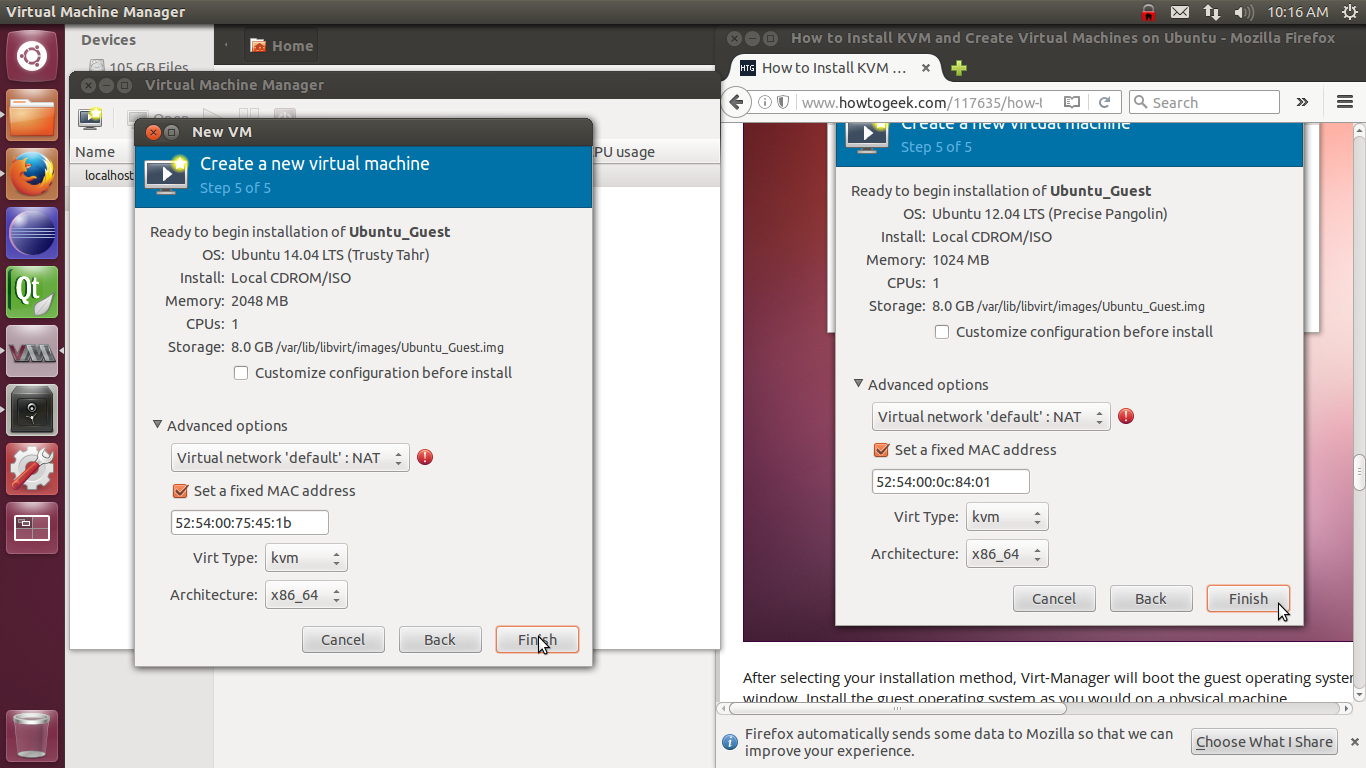 Virtual Machine Manager
10:16 AM
Devices
105 GB Files
Home
Virtual Machine Manager
Open
Name
PU usage
localhost
New VM
Create a new virtual machine
Step 5 of 5
Ready to begin installation of Ubuntu_Guest
OS: Ubuntu 14.04 LTS (Trusty Tahr)
Install: Local CDROM/ISO
Memory: 2048 MB
CPUs: 1
Storage: 8.0 GB /var/lib/libvirt/images/Ubuntu_Guest.img
Customize configuration before install
Advanced options
Virtual network 'default' : NAT
Set a fixed MAC address
52:54:00:75:45:1b
Virt Type: kvm
Architecture: x86_64
Cancel Back Finish
How to Install KVM and Create Virtual Machines on Ubuntu - Mozilla Firefox
HTG How to Install KVM ...
www.howtogeek.com/117635/how-t
Search
Create a new virtual machine
Step 5 of 5
Ready to begin installation of Ubuntu_Guest
OS: Ubuntu 12.04 LTS (Precise Pangolin)
Install: Local CDROM/ISO
Memory: 1024 MB
CPUs: 1
Storage: 8.0 GB /var/lib/libvirt/images/Ubuntu_Guest.img
Customize configuration before install
Advanced options
Virtual network 'default' : NAT
Set a fixed MAC address
52:54:00:0c:84:01
Virt Type: kvm
Architecture: x86_64
Cancel Back Finish
After selecting your installation method, Virt-Manager will boot the guest operating syster
window. Install the guest operating system as you would on a physical machine.
Firefox automatically sends some data to Mozilla so that we can
improve your experience.
Choose What I Share
Qt
VM